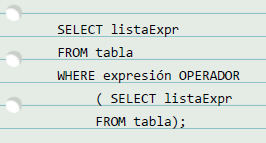 SELECT listaExpr
FROM tabla
WHERE expresión OPERADOR
( SELECT listaExpr
FROM tabla);